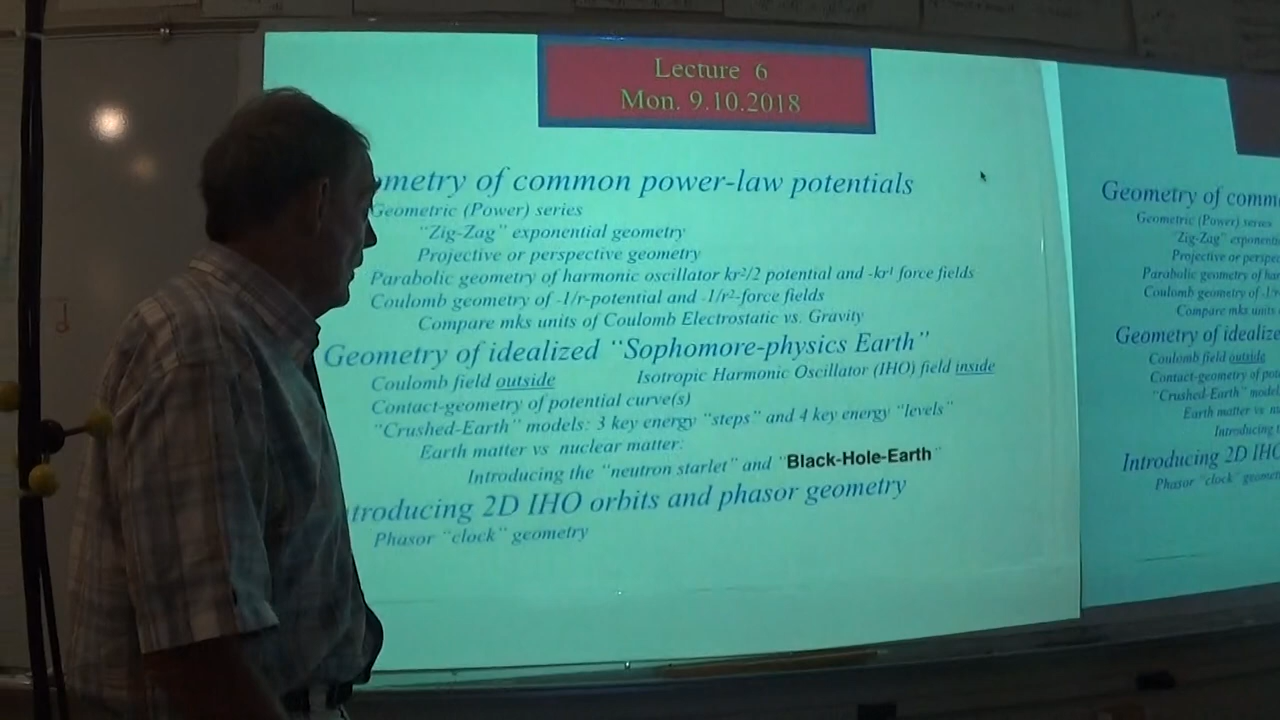 Lecture 6
Mon. 9.10.2018
ometry of common power-law potentials
Geometric (Power) series
"Zig-Zag" exponential geometry
Projective or perspective geometry
Parabolic geometry of harmonic oscillator kr²/2 potential and -kr¹ force fields
Coulomb geometry of -1/r-potential and -1/r²-force fields
Compare mks units of Coulomb Electrostatic vs. Gravity
Geometry of idealized "Sophomore-physics Earth"
Coulomb field outside Isotropic Harmonic Oscillator (IHO) field inside
Contact-geometry of potential curve(s)
"Crushed-Earth" models: 3 key energy "steps" and 4 key energy "levels"
Earth matter vs nuclear matter:
Introducing the "neutron starlet" and "Black-Hole-Earth"
troducing 2D IHO orbits and phasor geometry
Phasor "clock" geometry
Geometry of comm
Geometric (Power) series
"Zig-Zag" exponenti
Projective or perspe
Parabolic geometry of har
Coulomb geometry of -1/
Compare mks units
Geometry of idealize
Coulomb field outside
Contact-geometry of pot
"Crushed-Earth" model
Earth matter vs n
Introducing t
Introducing 2D IHO
Phasor "clock" geome